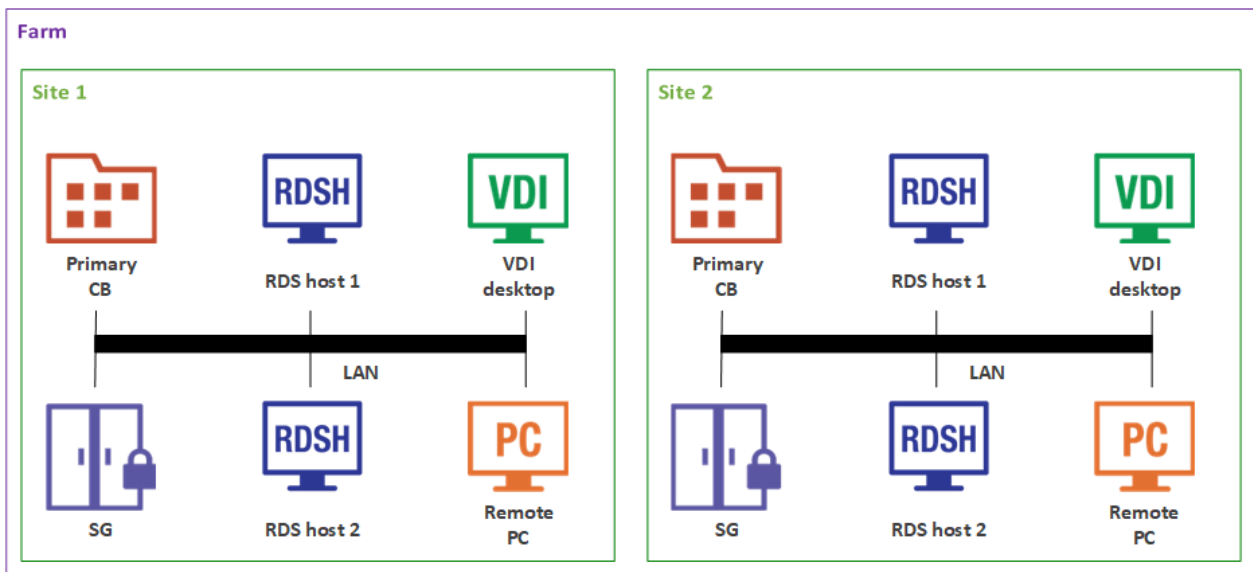 Farm
Site 1
RDSH
VDI
Primary
CB
RDS host 1
VDI
desktop
LAN
RDSH
PC
SG
RDS host 2
Remote
PC
Site 2
RDSH
VDI
Primary
CB
RDS host 1
VDI
desktop
LAN
RDSH
PC
SG
RDS host 2
Remote
PC